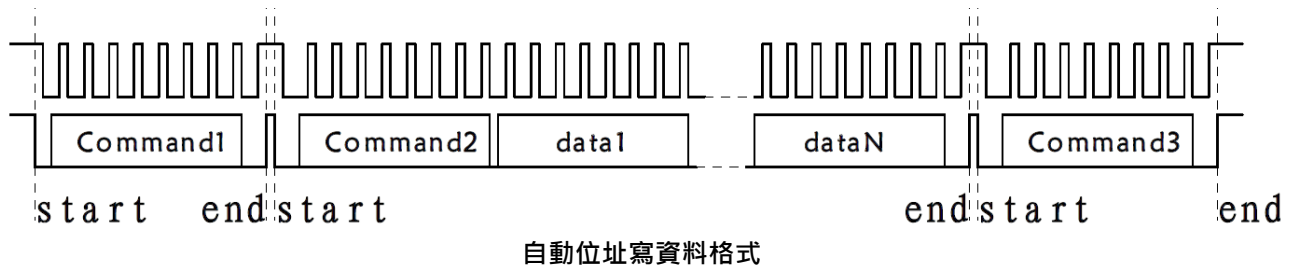 Command1 Command2 data1 dataN Command3
start end start end start end
自動位址寫資料格式